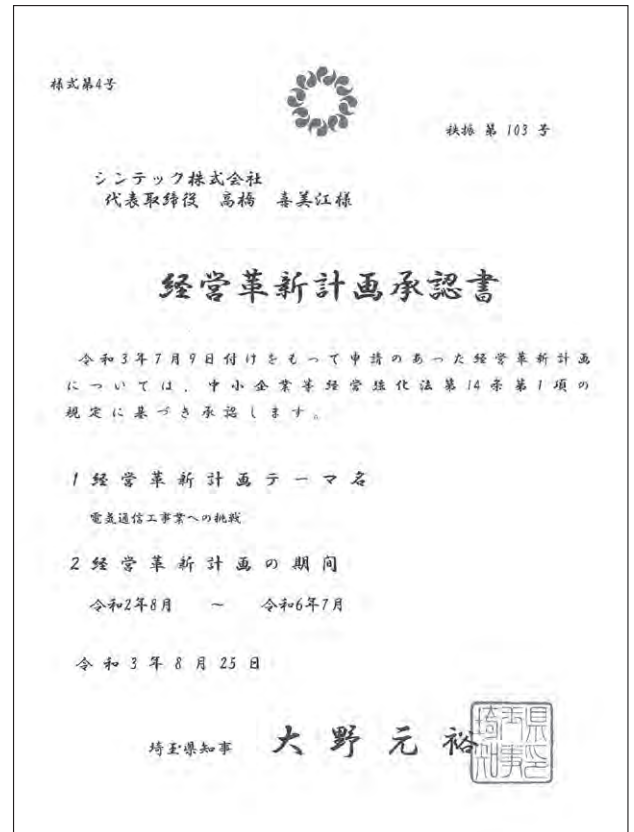 様式第4号
秩振 第 103 号
シンテック株式会社
代表取締役 高橋 喜美江様
経営革新計画承認書
令和3年7月9日付けをもって申請のあった経営革新計画
については、中小企業等経営強化法第14条第1項の
規定に基づき承認します。
1 経営革新計画テーマ名
電気通信工事業への挑戦
2 経営革新計画の期間
令和2年8月 ~ 令和6年7月
令和3年8月25日
埼玉県知事 大野元裕
埼玉県知事之印